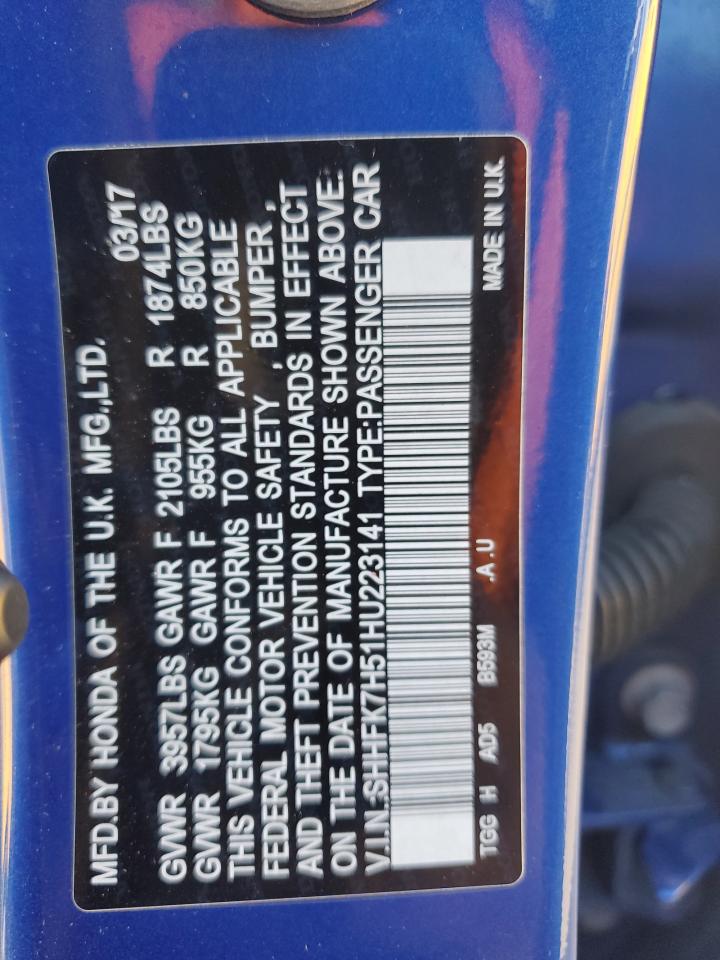 MFD.BY HONDA OF THE U.K. MFG.,LTD. 03/17
GVWR 3957LBS GAWR F 2105LBS R 1874LBS
GVWR 1795KG GAWR F 955KG R 850KG
THIS VEHICLE CONFORMS TO ALL APPLICABLE
FEDERAL MOTOR VEHICLE SAFETY , BUMPER ,
AND THEFT PREVENTION STANDARDS IN EFFECT
ON THE DATE OF MANUFACTURE SHOWN ABOVE.
V.I.N.:SHHFK7H51HU223141 TYPE:PASSENGER CAR
TGG H AD5 B593M .A .U MADE IN U.K.